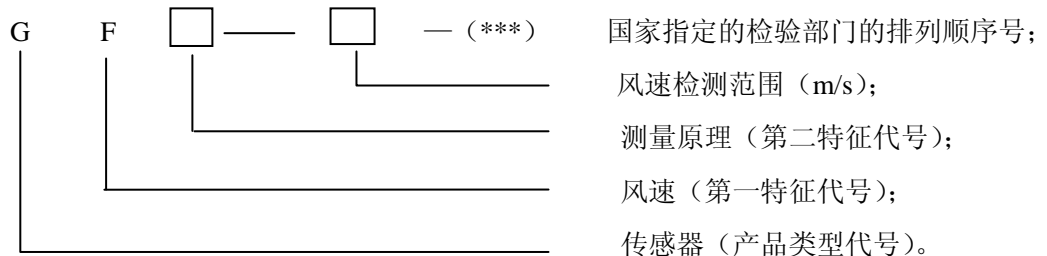 G F □ — □ —（***） 国家指定的检验部门的排列顺序号；
风速检测范围（m/s）；
测量原理（第二特征代号）；
风速（第一特征代号）；
传感器（产品类型代号）。